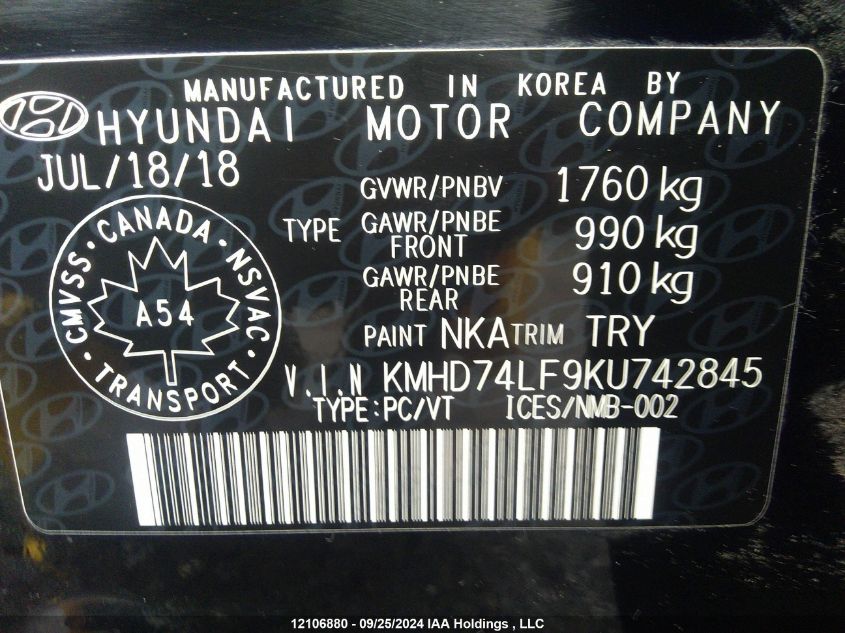 MANUFACTURED IN KOREA BY
HYUNDAI MOTOR COMPANY
JUL/18/18
GVWR/PNBV 1760 kg
TYPE GAWR/PNBE FRONT 990 kg
GAWR/PNBE REAR 910 kg
PAINT NKA TRIM TRY
CMVSS · CANADA · NSVAC · TRANSPORT ·
A54
V.I.N KMHD74LF9KU742845
TYPE:PC/VT ICES/NMB-002
12106880 - 09/25/2024 IAA Holdings , LLC